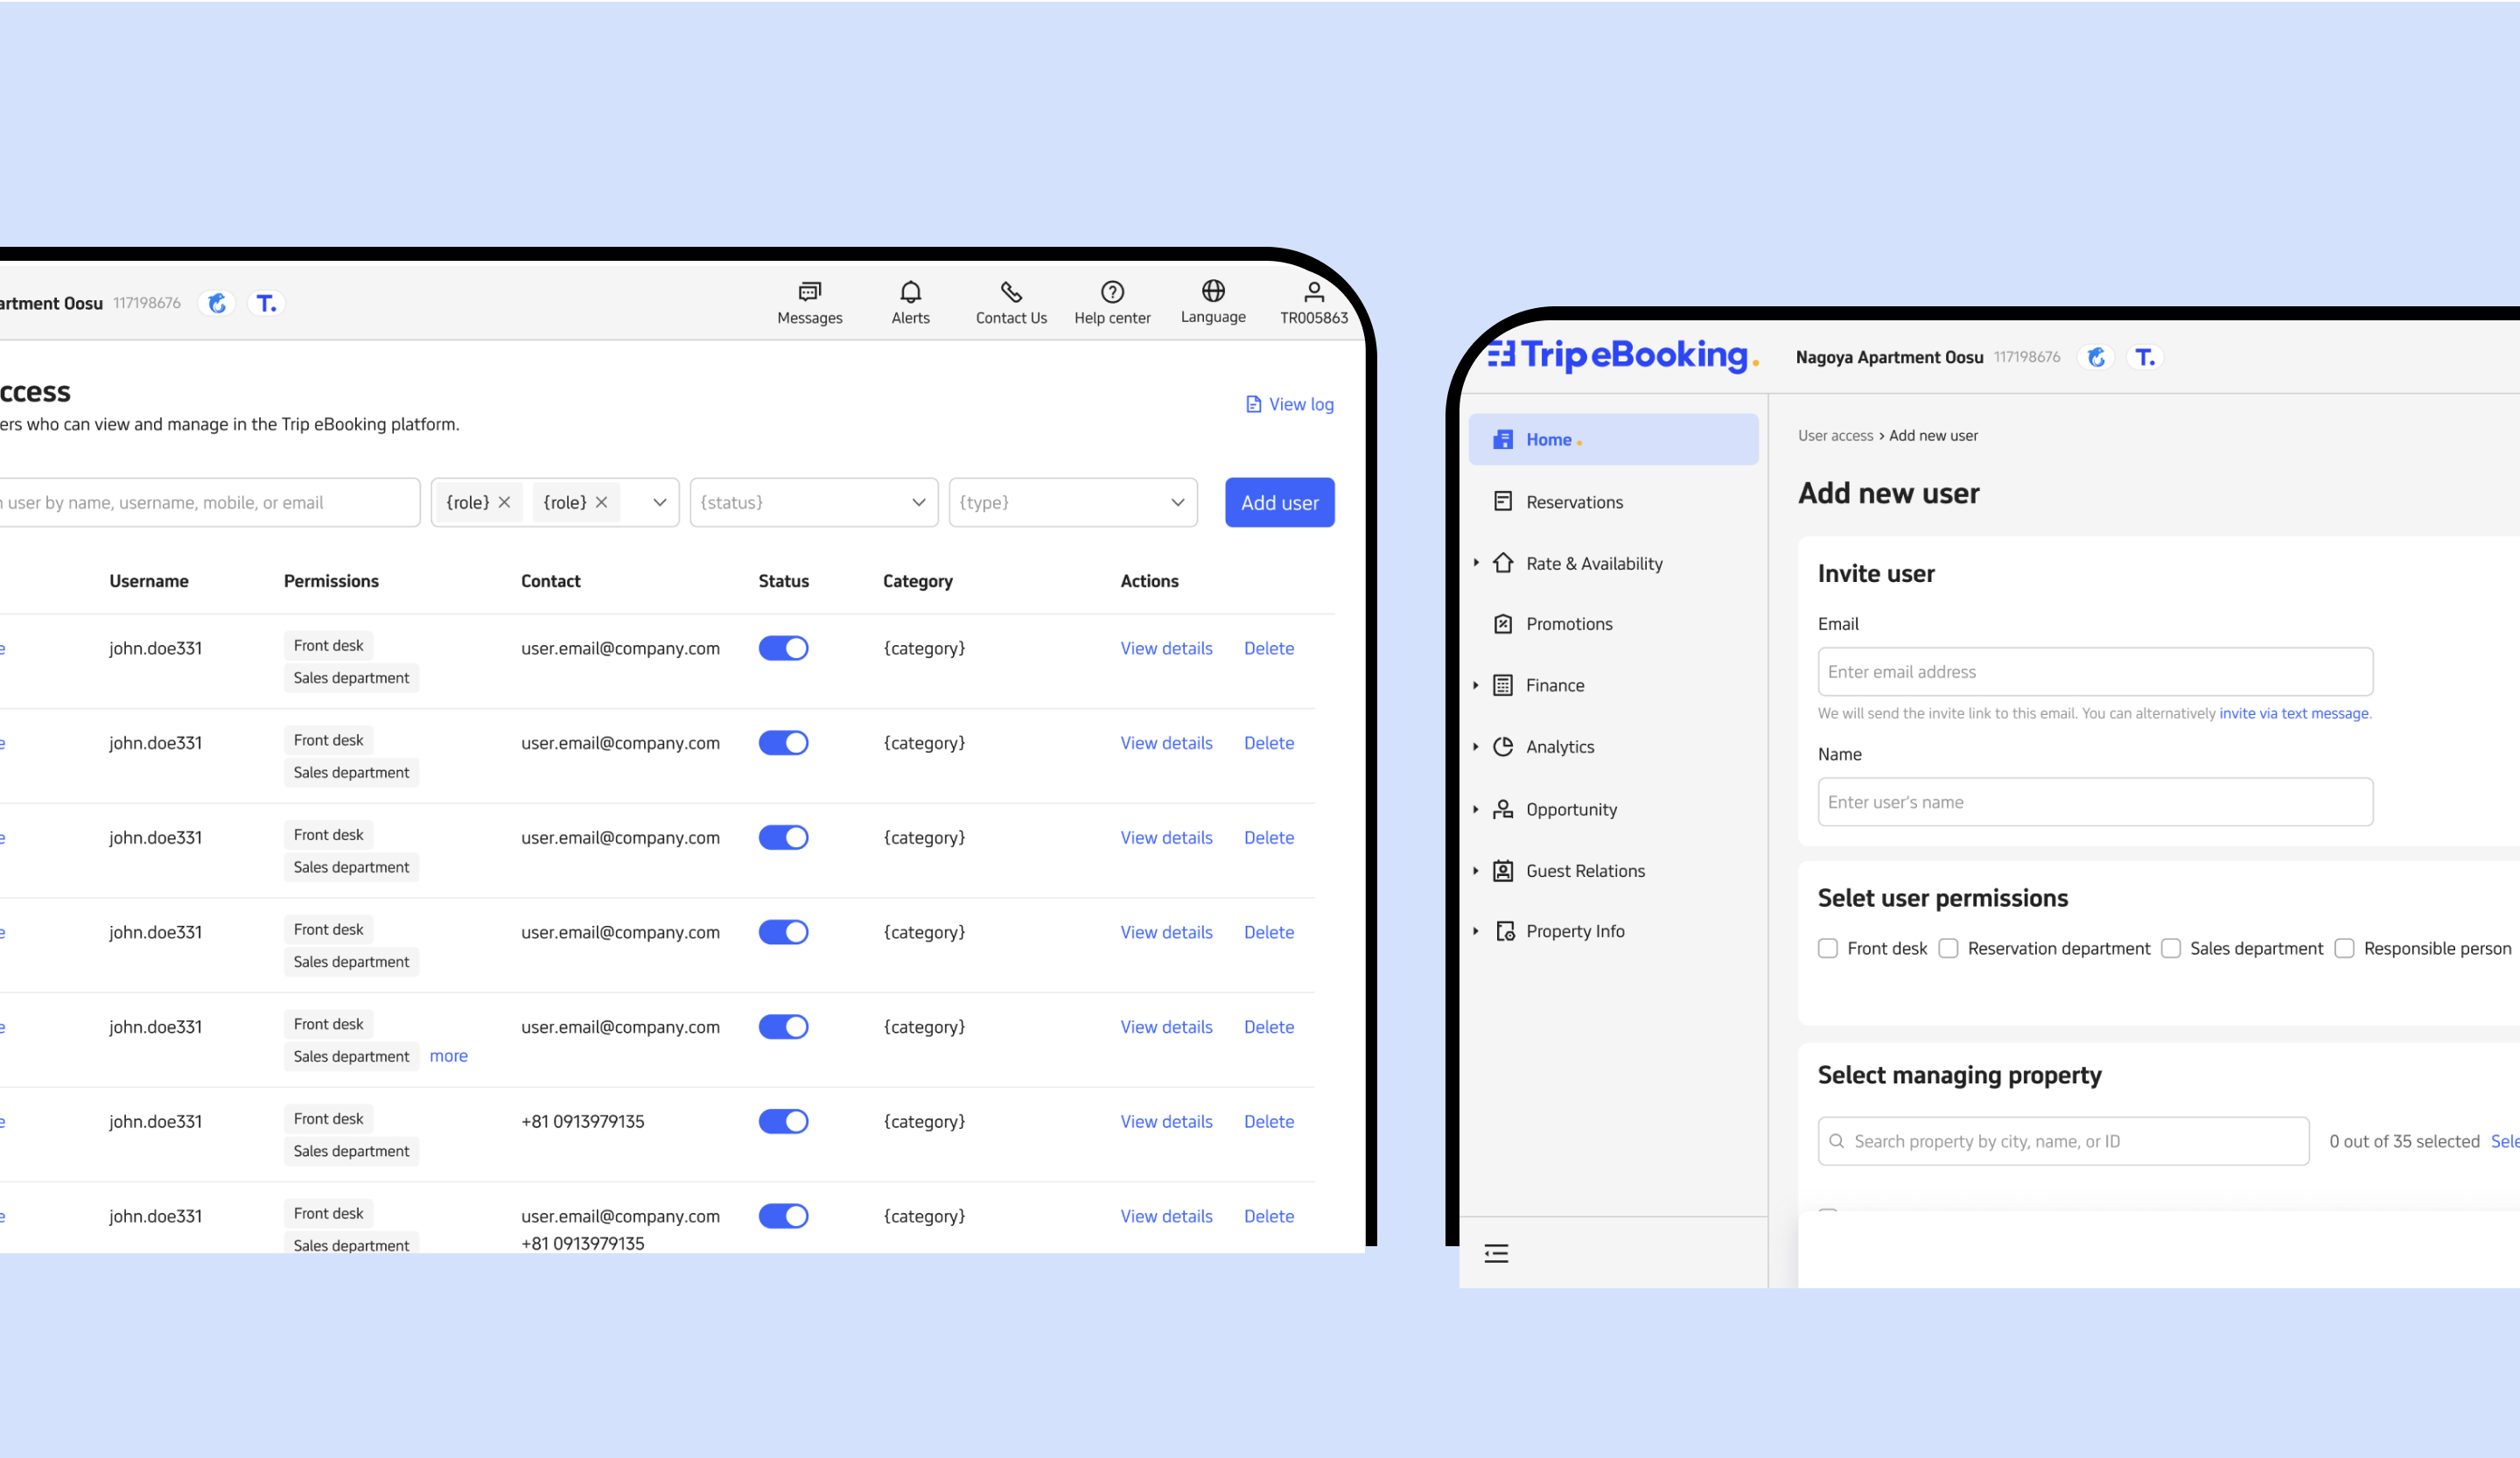 artment Oosu 117198676 T.
Messages Alerts Contact Us Help center Language TR005863
ccess
ers who can view and manage in the Trip eBooking platform.
View log
user by name, username, mobile, or email
{role} {role} {status} {type} Add user
Username Permissions Contact Status Category Actions
john.doe331 Front desk user.email@company.com {category} View details Delete
Sales department
john.doe331 Front desk user.email@company.com {category} View details Delete
Sales department
john.doe331 Front desk user.email@company.com {category} View details Delete
Sales department
john.doe331 Front desk user.email@company.com {category} View details Delete
Sales department
john.doe331 Front desk user.email@company.com {category} View details Delete
Sales department more
john.doe331 Front desk +81 0913979135 {category} View details Delete
Sales department
john.doe331 Front desk user.email@company.com {category} View details Delete
Sales department +81 0913979135
Trip eBooking.
Nagoya Apartment Oosu 117198676 T.
Home
Reservations
Rate & Availability
Promotions
Finance
Analytics
Opportunity
Guest Relations
Property Info
User access > Add new user
Add new user
Invite user
Email
Enter email address
We will send the invite link to this email. You can alternatively invite via text message.
Name
Enter user's name
Selet user permissions
Front desk Reservation department Sales department Responsible person
Select managing property
Search property by city, name, or ID 0 out of 35 selected Sele